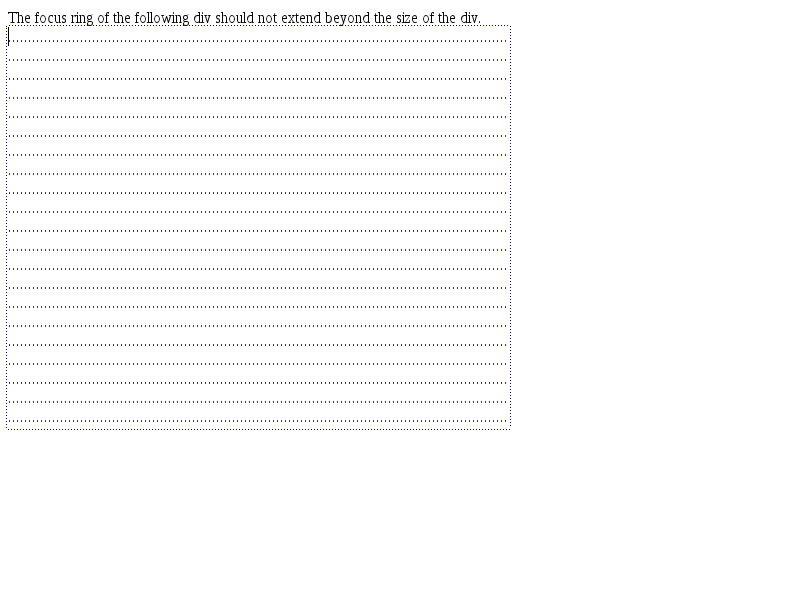 The focus ring of the following div should not extend beyond the size of the div.